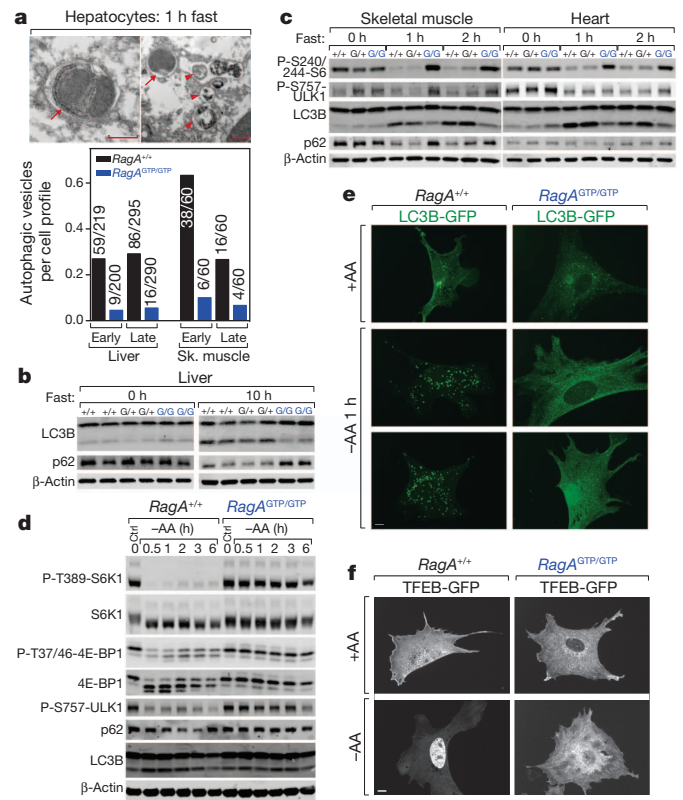 a
Hepatocytes: 1 h fast
RagA+/+
RagAGTP/GTP
Autophagic vesicles
per cell profile
0.6
0.4
0.2
0.0
59/219
9/200
86/295
16/290
38/60
6/60
16/60
4/60
Early Late Early Late
Liver Sk. muscle
b
Liver
Fast: 0 h 10 h
+/+ +/+ G/+ G/+ G/G G/G +/+ +/+ G/+ G/+ G/G G/G
LC3B
p62
β-Actin
c
Skeletal muscle Heart
Fast: 0 h 1 h 2 h 0 h 1 h 2 h
+/+ G/+ G/G +/+ G/+ G/G +/+ G/+ G/G +/+ G/+ G/G +/+ G/+ G/G +/+ G/+ G/G
P-S240/
244-S6
P-S757-
ULK1
LC3B
p62
β-Actin
d
RagA+/+ RagAGTP/GTP
Ctrl –AA (h) Ctrl –AA (h)
0 0.5 1 2 3 6 0 0.5 1 2 3 6
P-T389-S6K1
S6K1
P-T37/46-4E-BP1
4E-BP1
P-S757-ULK1
p62
LC3B
β-Actin
e
RagA+/+ RagAGTP/GTP
LC3B-GFP LC3B-GFP
+AA
–AA 1 h
f
RagA+/+ RagAGTP/GTP
TFEB-GFP TFEB-GFP
+AA
–AA